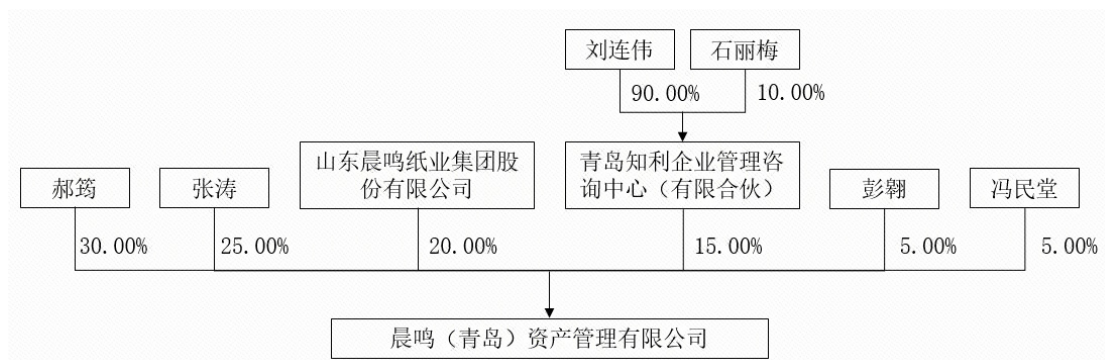 刘连伟 石丽梅
90.00% 10.00%
山东晨鸣纸业集团股
份有限公司
青岛知利企业管理咨
询中心（有限合伙）
郝筠 张涛 彭翱 冯民堂
30.00% 25.00% 20.00% 15.00% 5.00% 5.00%
晨鸣（青岛）资产管理有限公司